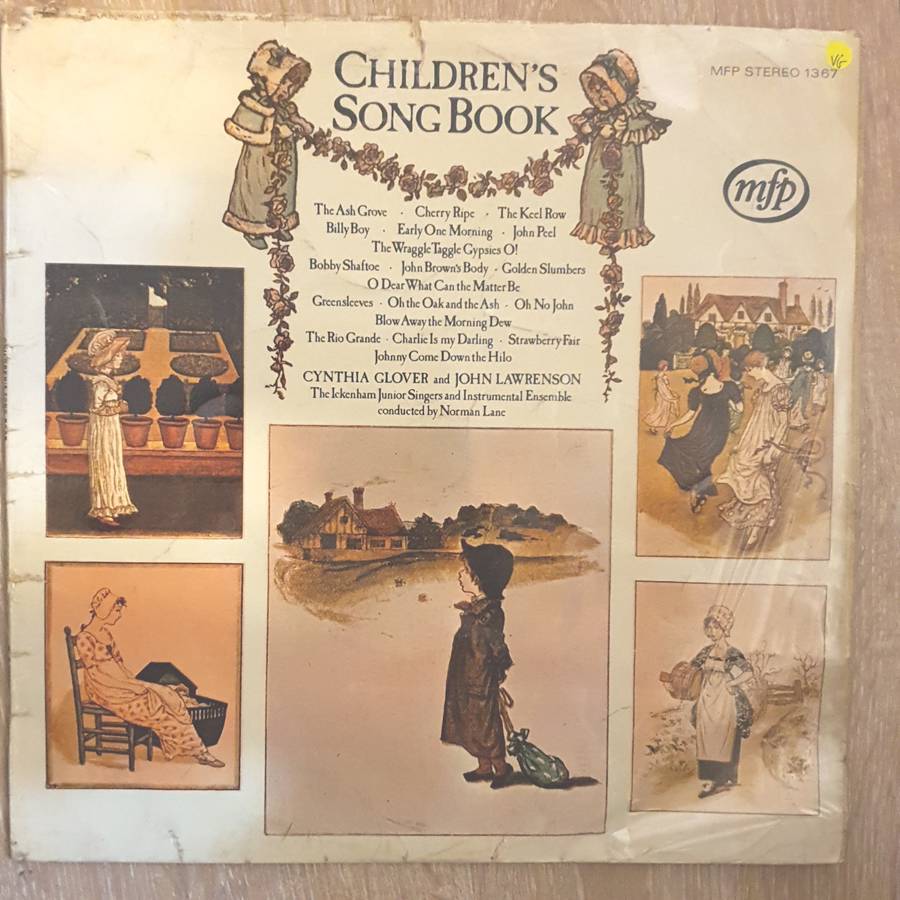 CHILDREN'S
SONG BOOK
MFP STEREO 1367
VG
mfp
The Ash Grove · Cherry Ripe · The Keel Row
Billy Boy · Early One Morning · John Peel
The Wraggle Taggle Gypsies O!
Bobby Shaftoe · John Brown's Body · Golden Slumbers
O Dear What Can the Matter Be
Greensleeves · Oh the Oak and the Ash · Oh No John
Blow Away the Morning Dew
The Rio Grande · Charlie Is my Darling · Strawberry Fair
Johnny Come Down the Hilo
CYNTHIA GLOVER and JOHN LAWRENSON
The Ickenham Junior Singers and Instrumental Ensemble
conducted by Norman Lane